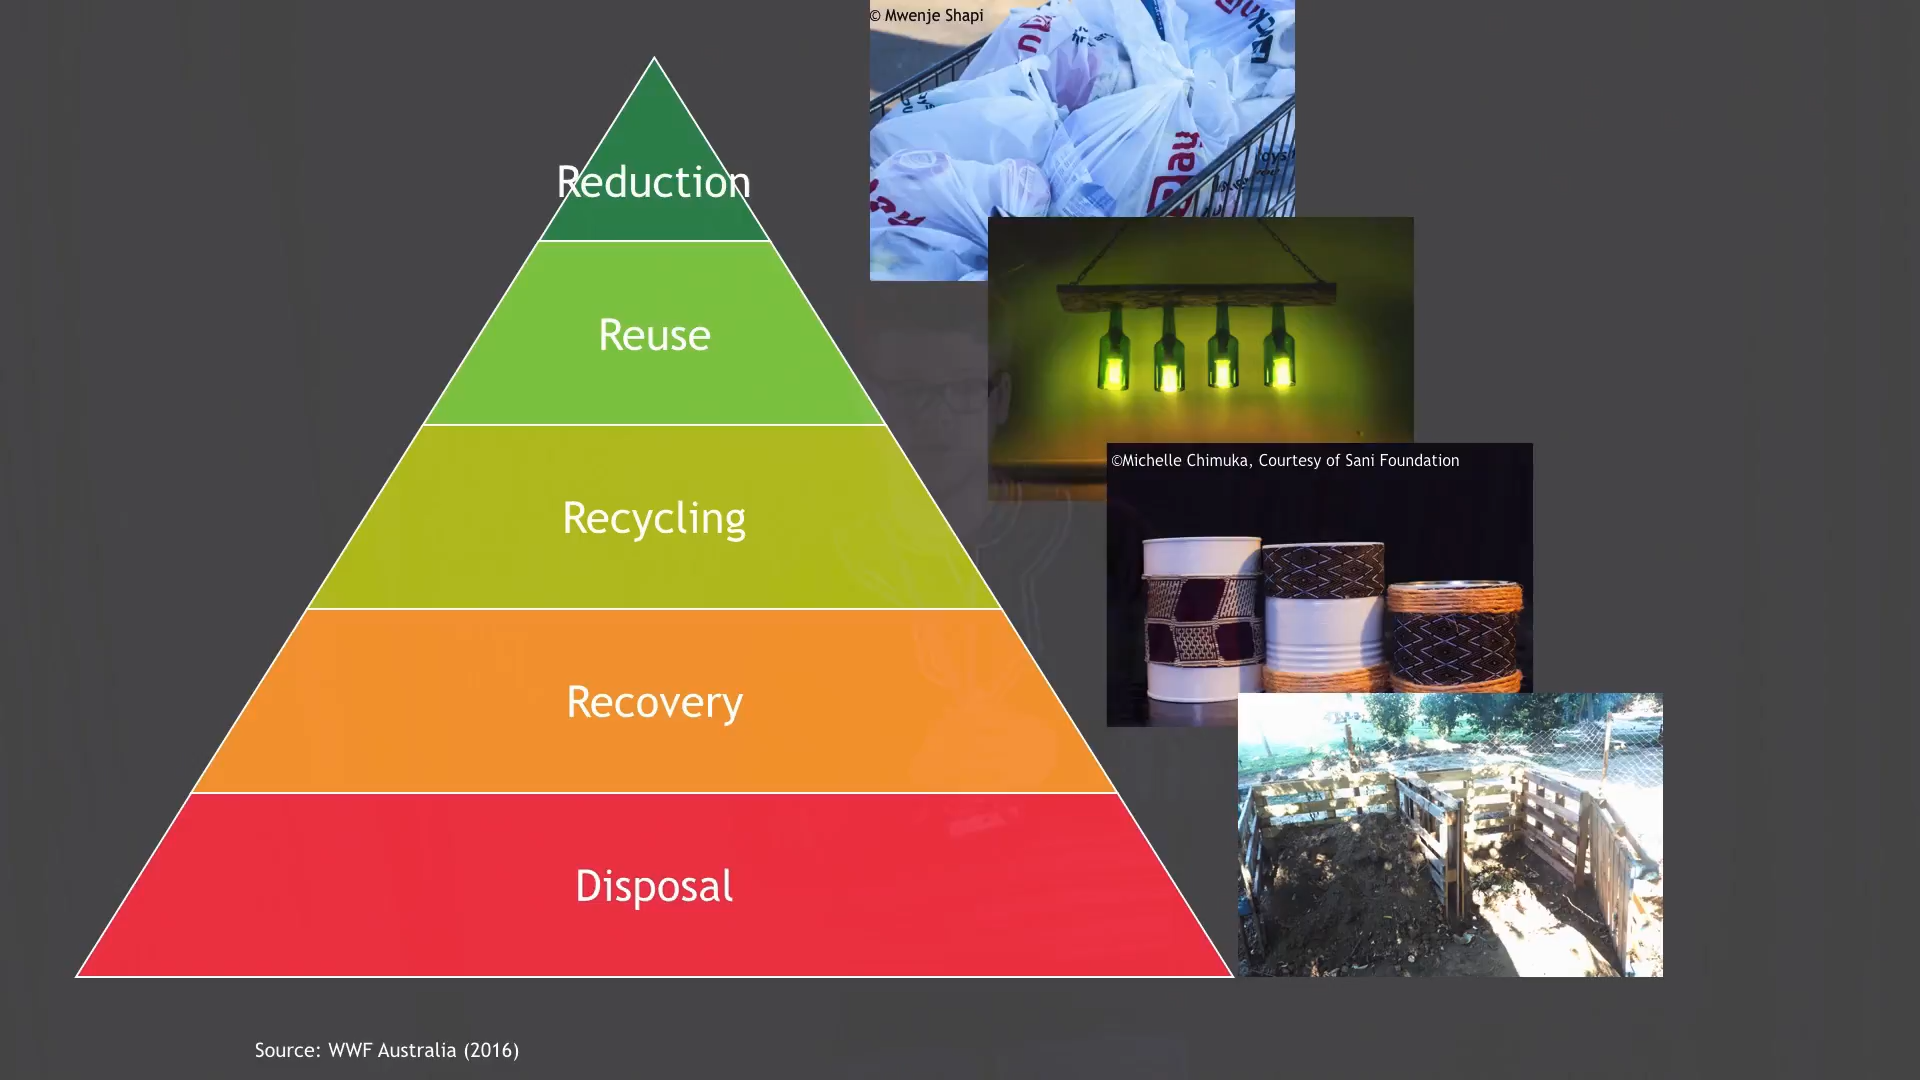 © Mwenje Shapi
Reduction
Reuse
Recycling
Recovery
Disposal
©Michelle Chimuka, Courtesy of Sani Foundation
Source: WWF Australia (2016)